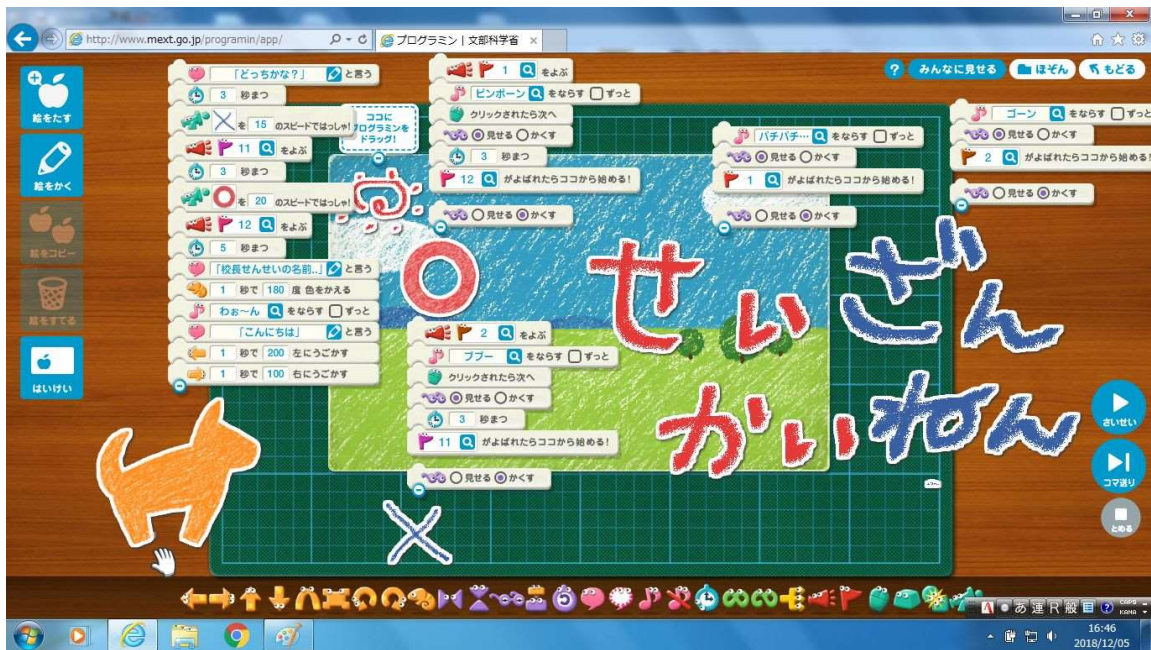 http://www.mext.go.jp/programin/app/
プログラミン | 文部科学省
みんなに見せる
ほぞん
もどる
絵をたす
絵をかく
絵をコピー
絵をすてる
はいけい
「どっちかな？」 と言う
3 秒まつ
を 15 のスピードではっしゃ!
11 をよぶ
3 秒まつ
を 20 のスピードではっしゃ!
12 をよぶ
5 秒まつ
「校長せんせいの名前..」 と言う
1 秒で 180 度 色をかえる
わぉ～ん をならす ずっと
「こんにちは」 と言う
1 秒で 200 左にうごかす
1 秒で 100 右にうごかす
ココに
プログラミンを
ドラッグ!
1 をよぶ
ピンポーン をならす ずっと
クリックされたら次へ
見せる かくす
3 秒まつ
12 がよばれたらココから始める!
見せる かくす
2 をよぶ
ブブー をならす ずっと
クリックされたら次へ
見せる かくす
3 秒まつ
11 がよばれたらココから始める!
見せる かくす
パチパチ… をならす ずっと
見せる かくす
1 がよばれたらココから始める!
見せる かくす
ゴーン をならす ずっと
見せる かくす
2 がよばれたらココから始める!
見せる かくす
せいざん
かいねん
さいせい
コマ送り
とめる
あ 連 R 般
CAPS
KANA
16:46
2018/12/05